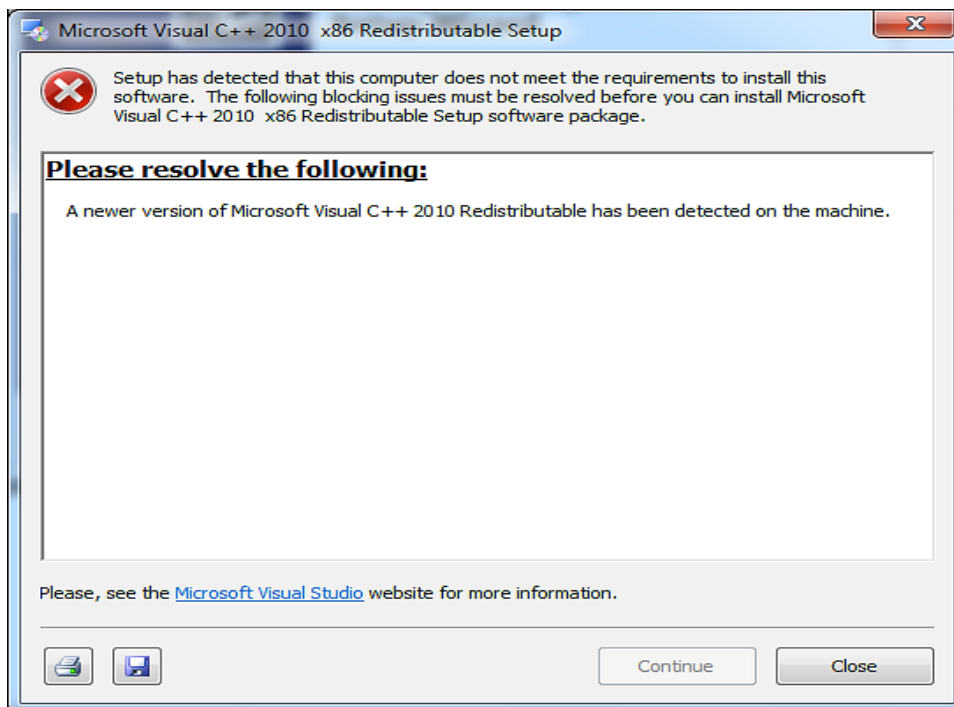 Microsoft Visual C++ 2010  x86 Redistributable Setup
Setup has detected that this computer does not meet the requirements to install this
software.  The following blocking issues must be resolved before you can install Microsoft
Visual C++ 2010  x86 Redistributable Setup software package.
Please resolve the following:
A newer version of Microsoft Visual C++ 2010 Redistributable has been detected on the machine.
Please, see the Microsoft Visual Studio website for more information.
Continue
Close